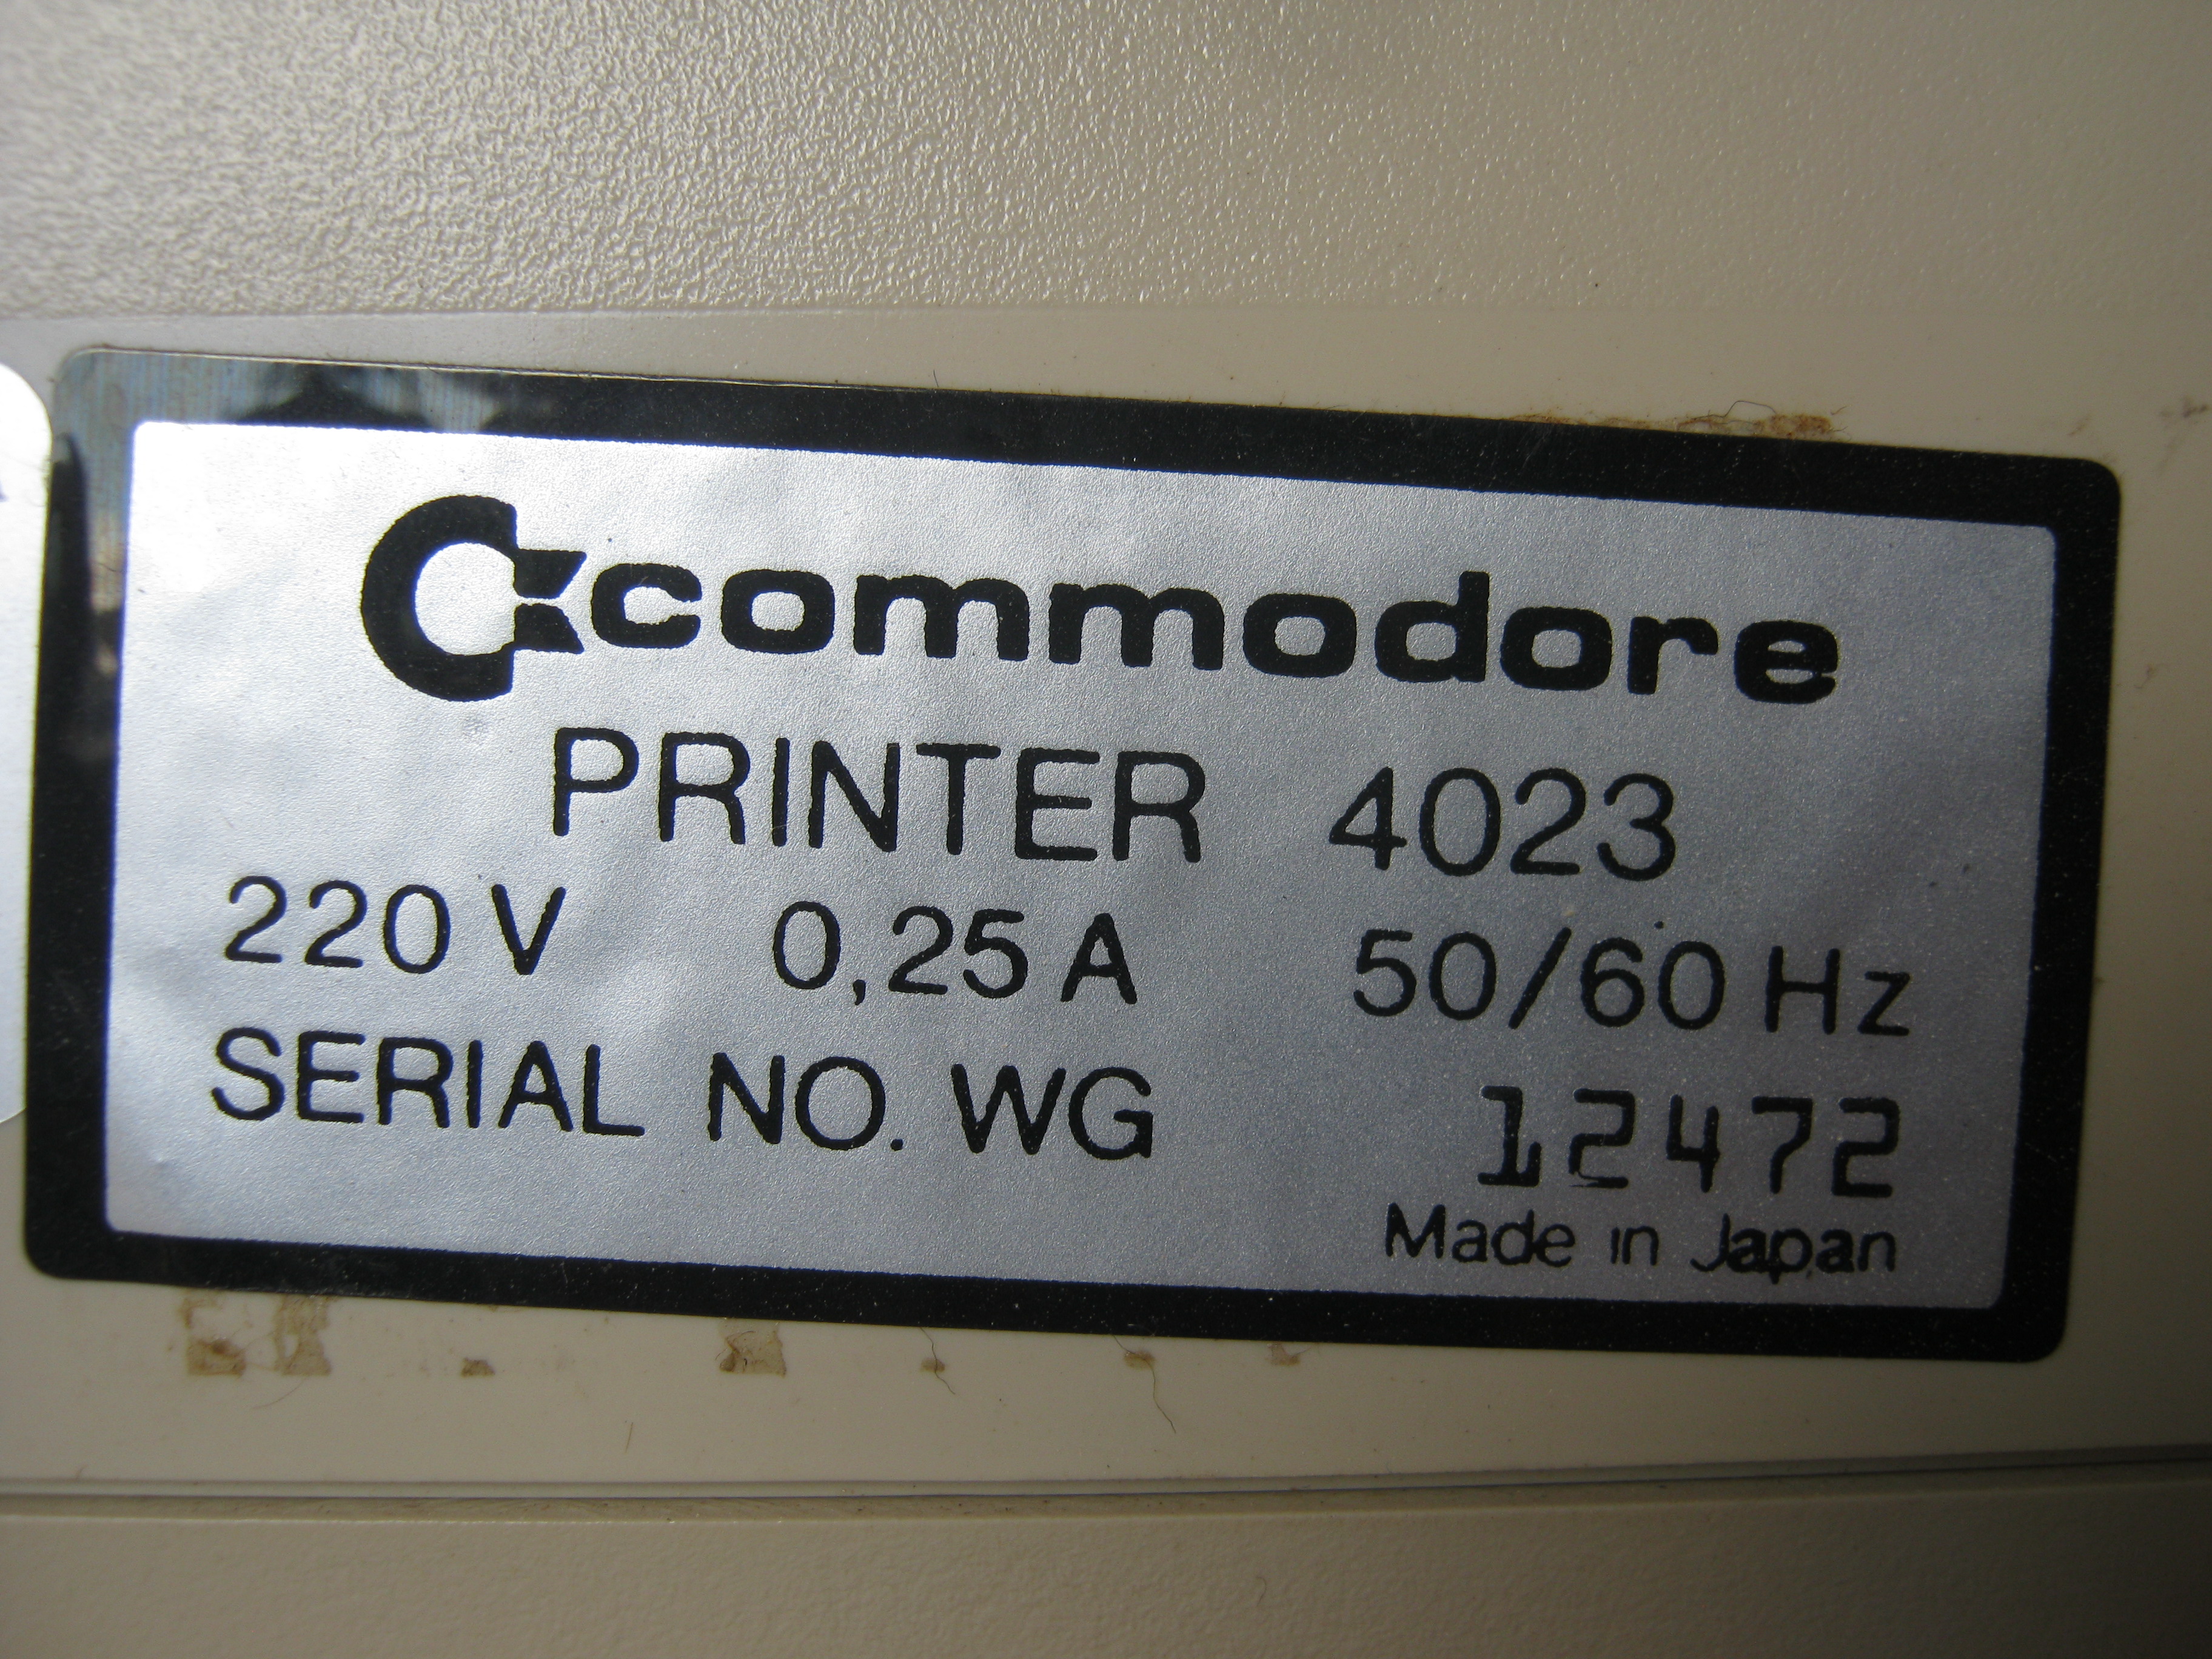 commodore
PRINTER 4023
220 V 0,25 A 50/60 Hz
SERIAL NO. WG 12472
Made in Japan